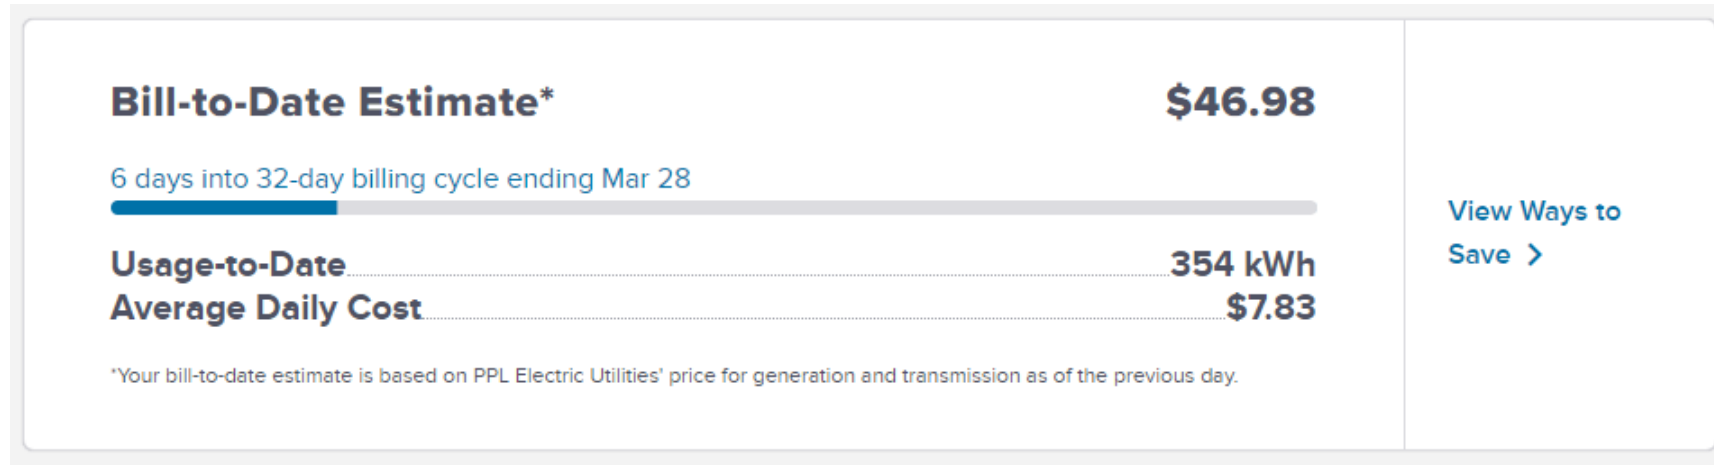 Bill-to-Date Estimate* $46.98
6 days into 32-day billing cycle ending Mar 28
Usage-to-Date 354 kWh
Average Daily Cost $7.83
*Your bill-to-date estimate is based on PPL Electric Utilities' price for generation and transmission as of the previous day.
View Ways to
Save >